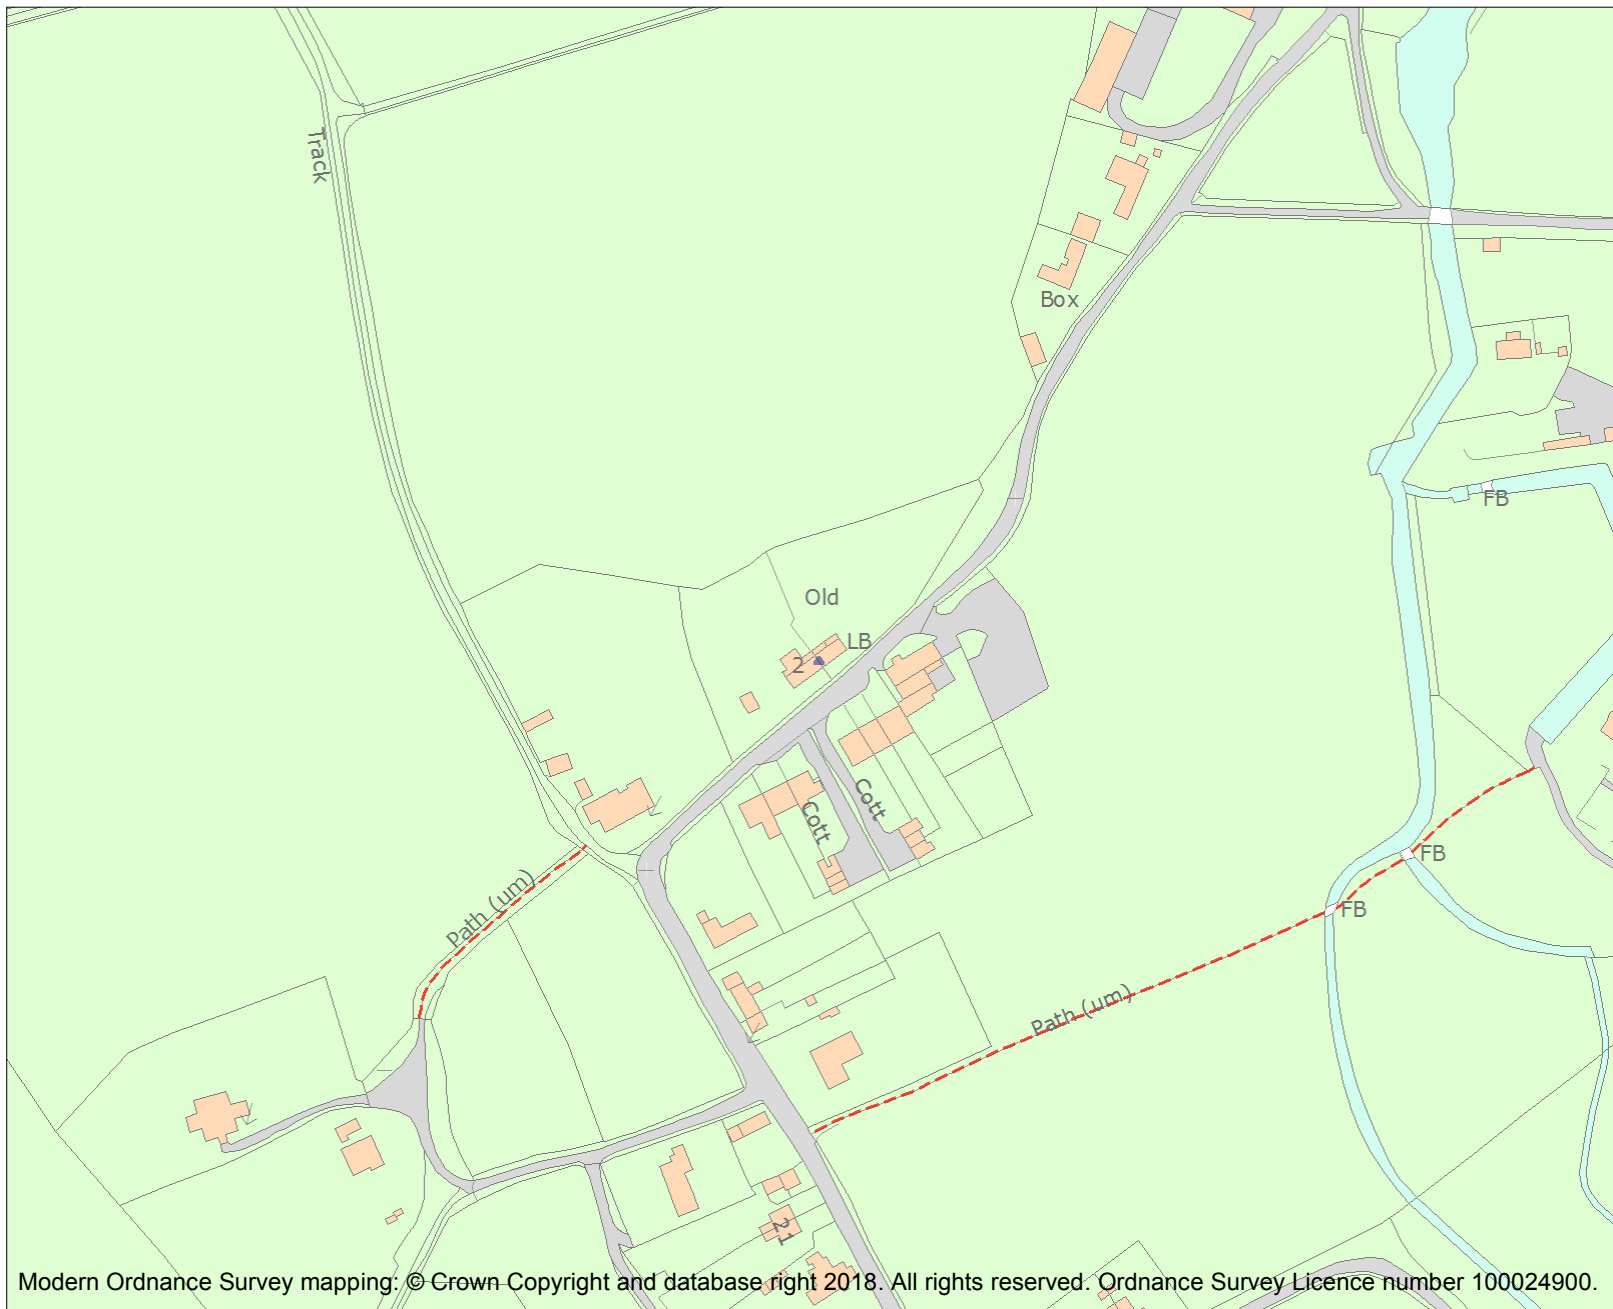 Track
Box
FB
Old
LB
2
Cott
Cott
FB
Path (um)
FB
Path (um)
21
Modern Ordnance Survey mapping: © Crown Copyright and database right 2018. All rights reserved. Ordnance Survey Licence number 100024900.